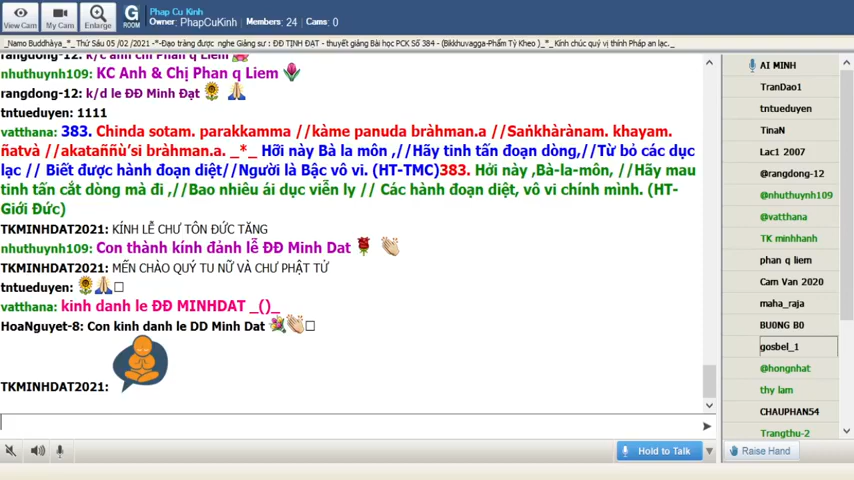 View Cam
My Cam
Enlarge
G
ROOM
Phap Cu Kinh
Owner: PhapCuKinh Members: 24 Cams: 0
_Namo Buddhàya_*_ Thứ Sáu 05 /02 /2021 -*-Đạo tràng được nghe Giảng sư : ĐĐ TỊNH ĐẠT - thuyết giảng Bài học PCK Số 384 - (Bikkhuvagga-Phẩm Tỳ Kheo )_*_ Kính chúc quý vị thính Pháp an lạc._
rangdong-12: k/c anh chi Phan q Liem
nhuthuynh109: KC Anh & Chị Phan q Liem
rangdong-12: k/d le ĐĐ Minh Đạt
tntueduyen: 1111
vatthana: 383. Chinda sotam. parakkamma //kàme panuda bràhman.a //Saṅkhàrànam. khayam.
ñatvà //akataññù'si bràhman.a. _*_ Hỡi này Bà la môn ,//Hãy tinh tấn đoạn dòng,//Từ bỏ các dục
lạc // Biết được hành đoạn diệt//Người là Bậc vô vi. (HT-TMC)383. Hởi này ,Bà-la-môn, //Hãy mau
tinh tấn cắt dòng mà đi ,//Bao nhiêu ái dục viễn ly // Các hành đoạn diệt, vô vi chính mình. (HT-
Giới Đức)
TKMINHDAT2021: KÍNH LỄ CHƯ TÔN ĐỨC TĂNG
nhuthuynh109: Con thành kính đảnh lễ ĐĐ Minh Dat
TKMINHDAT2021: MẾN CHÀO QUÝ TU NỮ VÀ CHƯ PHẬT TỬ
tntueduyen:
vatthana: kinh danh le ĐĐ MINHDAT _()_
HoaNguyet-8: Con kinh danh le DD Minh Dat
TKMINHDAT2021:
Hold to Talk
AI MINH
TranDao1
tntueduyen
TinaN
Lac1 2007
@rangdong-12
@nhuthuynh109
@vatthana
TK minhhanh
phan q liem
Cam Van 2020
maha_raja
BUONG BO
gosbel_1
@hongnhat
thy lam
CHAUPHAN54
Trangthu-2
Raise Hand